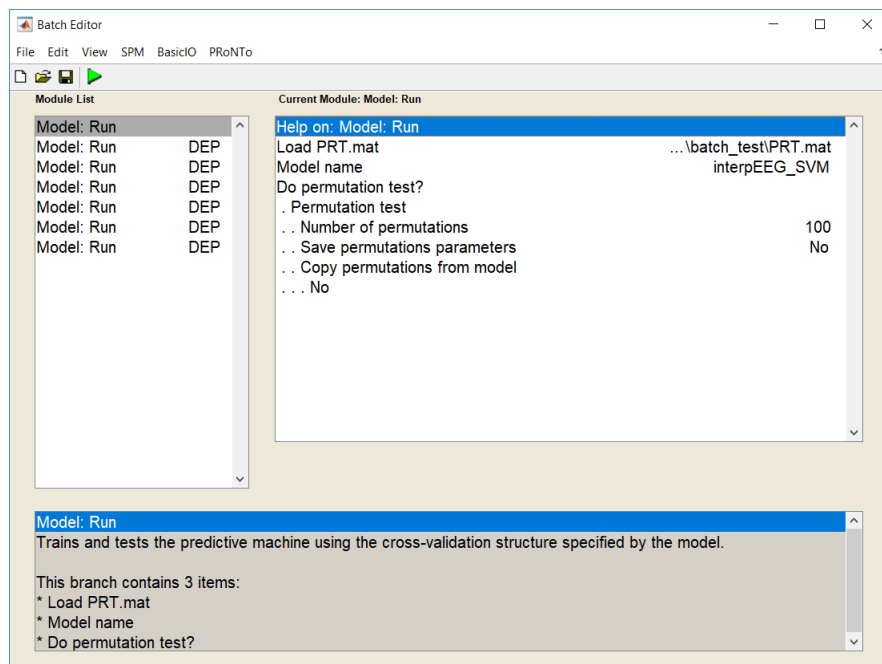 Batch Editor
File Edit View SPM BasicIO PRoNTo
Module List
Current Module: Model: Run
Model: Run
Model: Run DEP
Model: Run DEP
Model: Run DEP
Model: Run DEP
Model: Run DEP
Model: Run DEP
Help on: Model: Run
Load PRT.mat ...\batch_test\PRT.mat
Model name interpEEG_SVM
Do permutation test?
. Permutation test
. . Number of permutations 100
. . Save permutations parameters No
. . Copy permutations from model
. . . No
Model: Run
Trains and tests the predictive machine using the cross-validation structure specified by the model.
This branch contains 3 items:
* Load PRT.mat
* Model name
* Do permutation test?